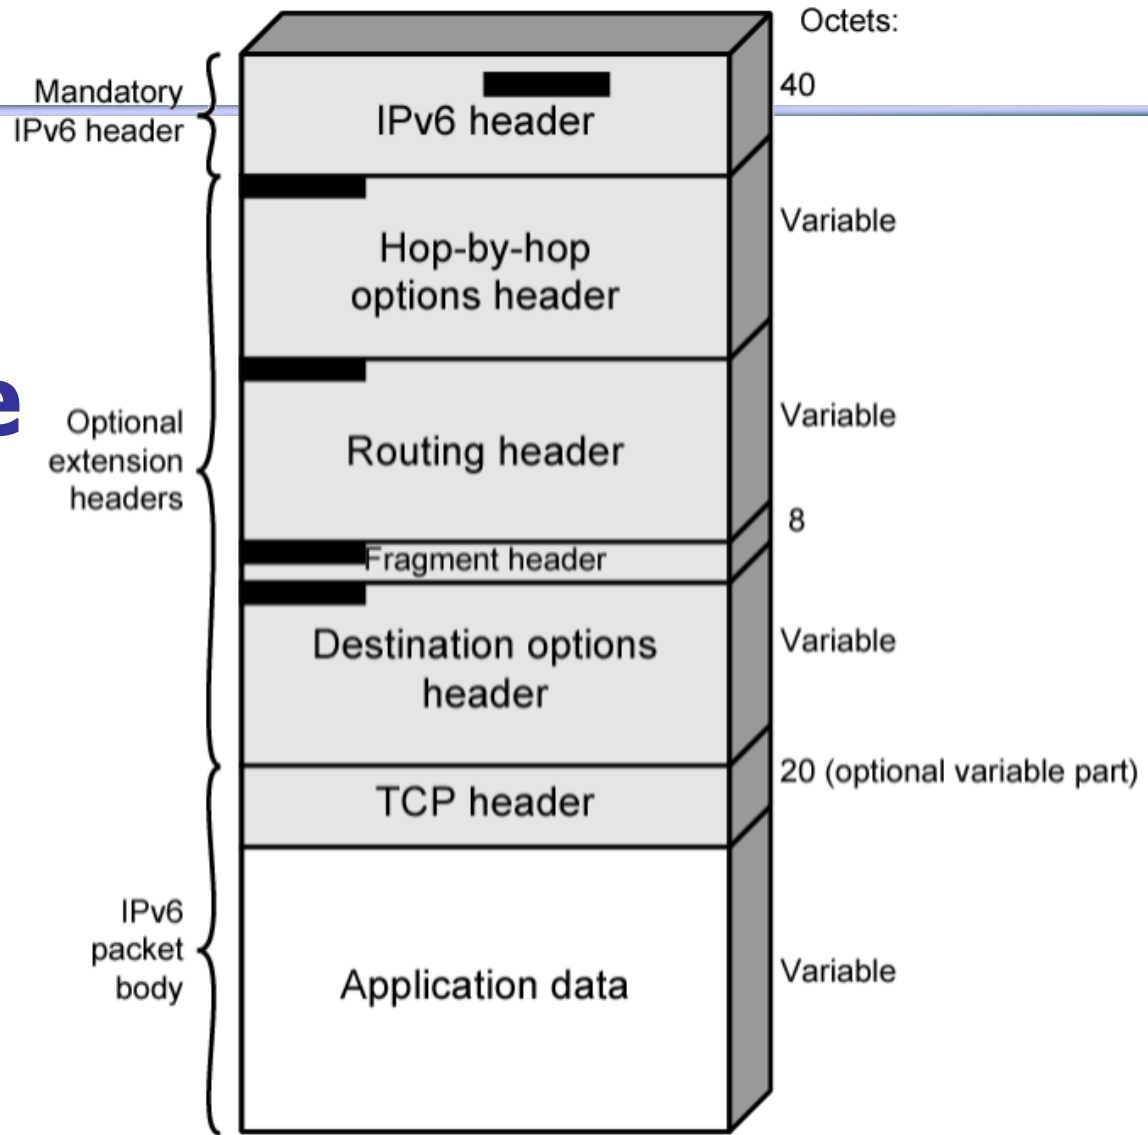 Octets:
Mandatory
IPv6 header
IPv6 header
40
Hop-by-hop
options header
Variable
e
Optional
extension
headers
Routing header
Variable
Fragment header
8
Destination options
header
Variable
TCP header
20 (optional variable part)
IPv6
packet
body
Application data
Variable